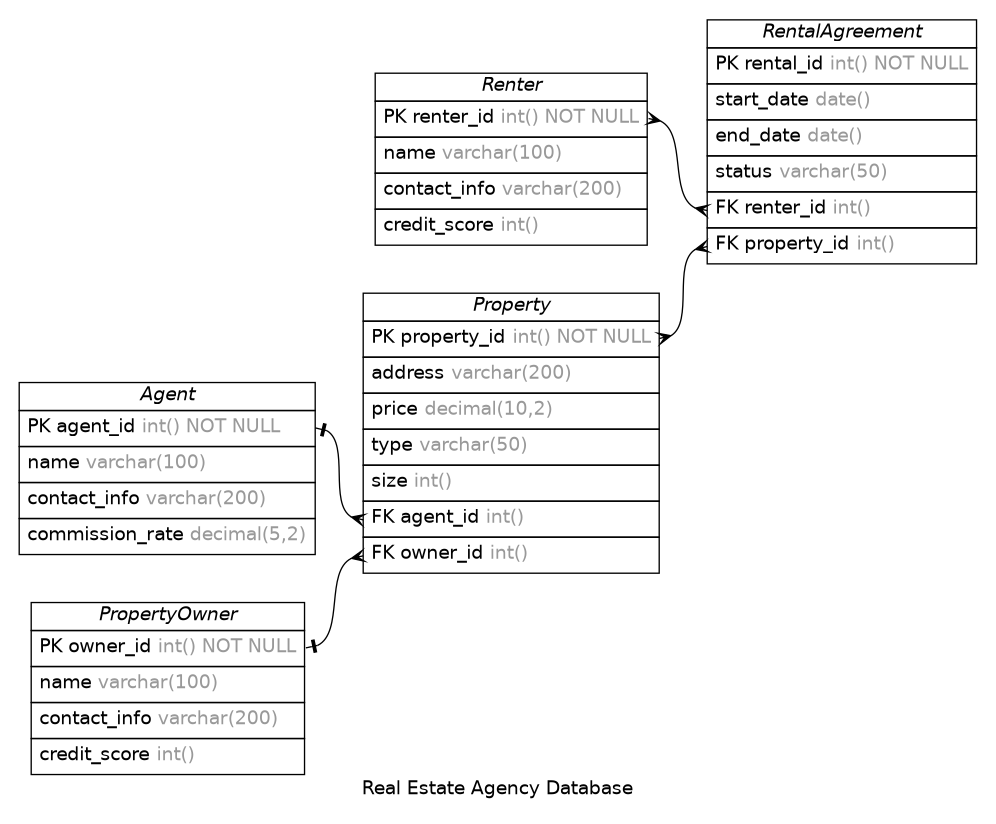 RentalAgreement
PK rental_id int() NOT NULL
start_date date()
end_date date()
status varchar(50)
FK renter_id int()
FK property_id int()
Renter
PK renter_id int() NOT NULL
name varchar(100)
contact_info varchar(200)
credit_score int()
Property
PK property_id int() NOT NULL
address varchar(200)
price decimal(10,2)
type varchar(50)
size int()
FK agent_id int()
FK owner_id int()
Agent
PK agent_id int() NOT NULL
name varchar(100)
contact_info varchar(200)
commission_rate decimal(5,2)
PropertyOwner
PK owner_id int() NOT NULL
name varchar(100)
contact_info varchar(200)
credit_score int()
Real Estate Agency Database